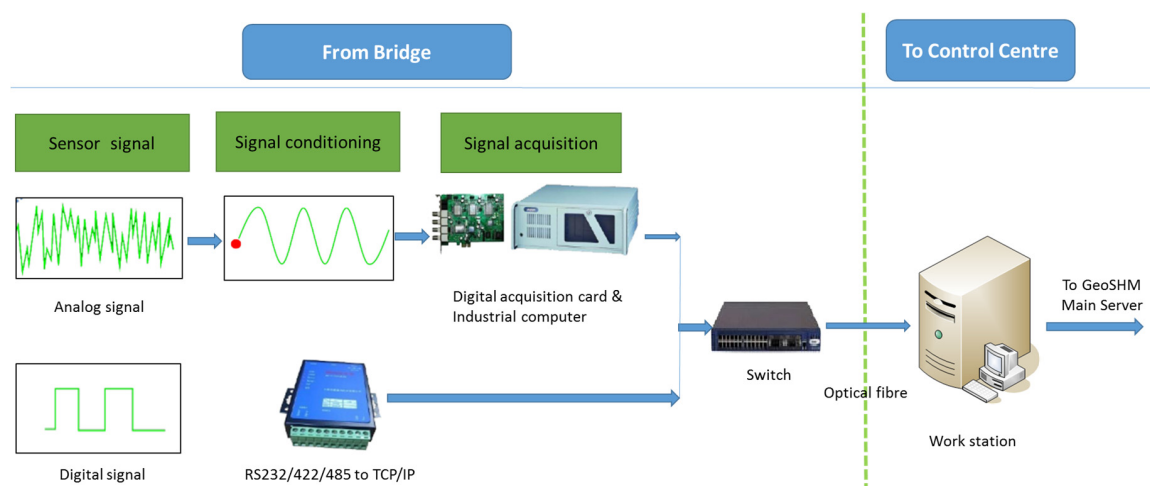 From Bridge
To Control Centre
Sensor signal
Signal conditioning
Signal acquisition
Analog signal
Digital acquisition card &
Industrial computer
To GeoSHM
Main Server
Switch
Optical fibre
Work station
Digital signal
RS232/422/485 to TCP/IP